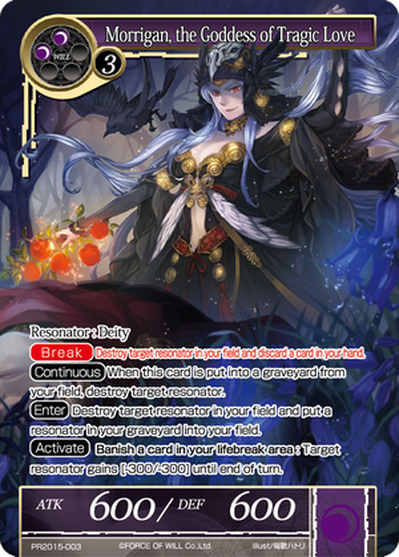 Morrigan, the Goddess of Tragic Love
WILL
3
Resonator : Deity
Break Destroy target resonator in your field and discard a card in your hand.
Continuous When this card is put into a graveyard from
your field, destroy target resonator.
Enter Destroy target resonator in your field and put a
resonator in your graveyard into your field.
Activate Banish a card in your lifebreak area : Target
resonator gains [-300/-300] until end of turn.
ATK 600 / DEF 600
PR2015-003 ©FORCE OF WILL Co.,Ltd. Illust/